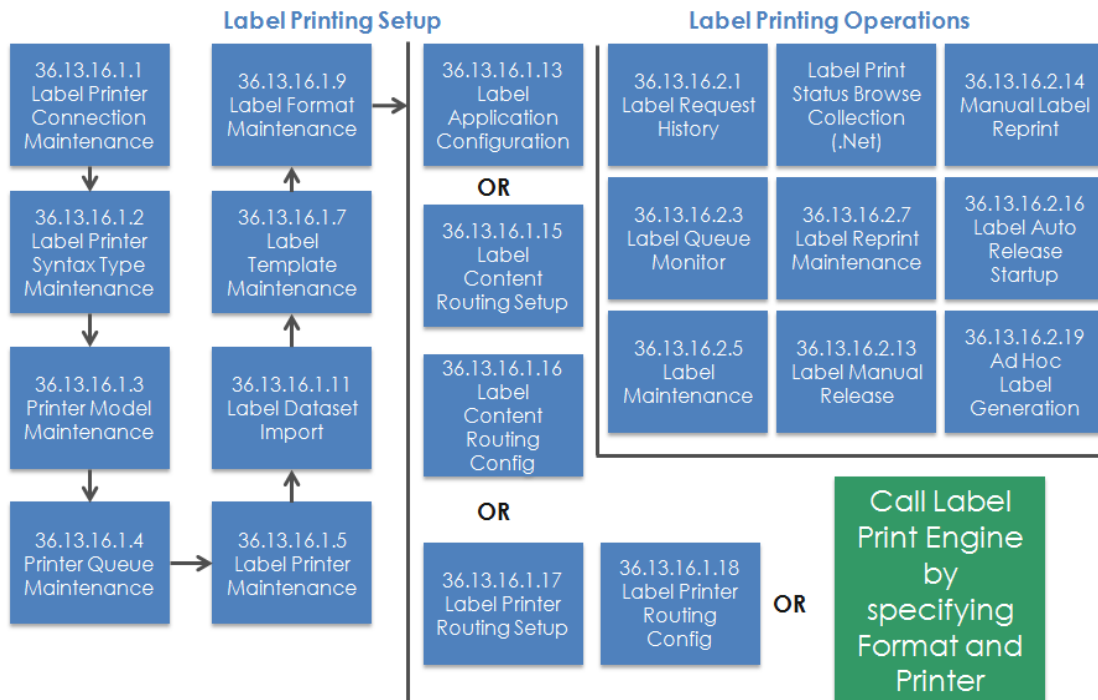 Label Printing Setup
36.13.16.1.1
Label Printer
Connection
Maintenance
36.13.16.1.2
Label Printer
Syntax Type
Maintenance
36.13.16.1.3
Printer Model
Maintenance
36.13.16.1.4
Printer Queue
Maintenance
36.13.16.1.5
Label Printer
Maintenance
36.13.16.1.11
Label Dataset
Import
36.13.16.1.7
Label
Template
Maintenance
36.13.16.1.9
Label Format
Maintenance
36.13.16.1.13
Label
Application
Configuration
OR
36.13.16.1.15
Label
Content
Routing Setup
36.13.16.1.16
Label
Content
Routing
Config
OR
36.13.16.1.17
Label Printer
Routing Setup
36.13.16.1.18
Label Printer
Routing
Config
OR
Call Label
Print Engine
by
specifying
Format and
Printer
Label Printing Operations
36.13.16.2.1
Label Request
History
Label Print
Status Browse
Collection
(.Net)
36.13.16.2.14
Manual Label
Reprint
36.13.16.2.3
Label Queue
Monitor
36.13.16.2.7
Label Reprint
Maintenance
36.13.16.2.16
Label Auto
Release
Startup
36.13.16.2.5
Label
Maintenance
36.13.16.2.13
Label Manual
Release
36.13.16.2.19
Ad Hoc
Label
Generation